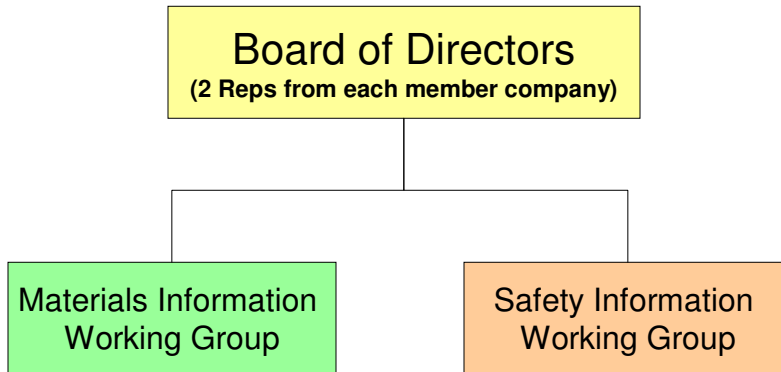 Board of Directors
(2 Reps from each member company)
Materials Information
Working Group
Safety Information
Working Group